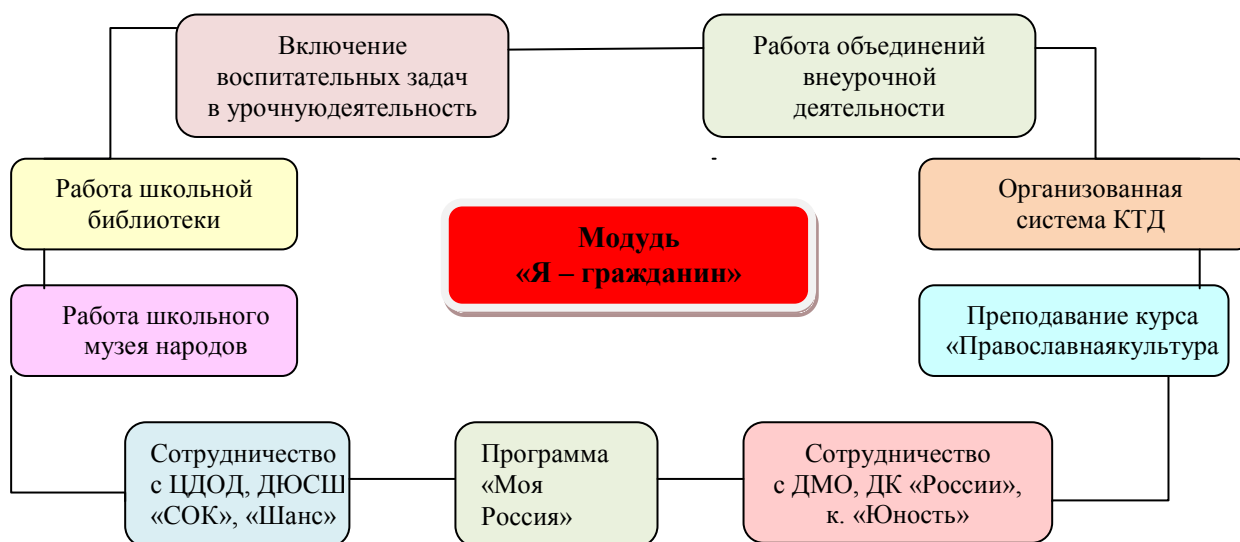 Включение
воспитательных задач
в урочнуюдеятельность
Работа объединений
внеурочной
деятельности
Работа школьной
библиотеки
Организованная
система КТД
Модудь
«Я – гражданин»
Работа школьного
музея народов
Преподавание курса
«Православнаякультура
Сотрудничество
с ЦДОД, ДЮСШ
«СОК», «Шанс»
Программа
«Моя
Россия»
Сотрудничество
с ДМО, ДК «России»,
к. «Юность»